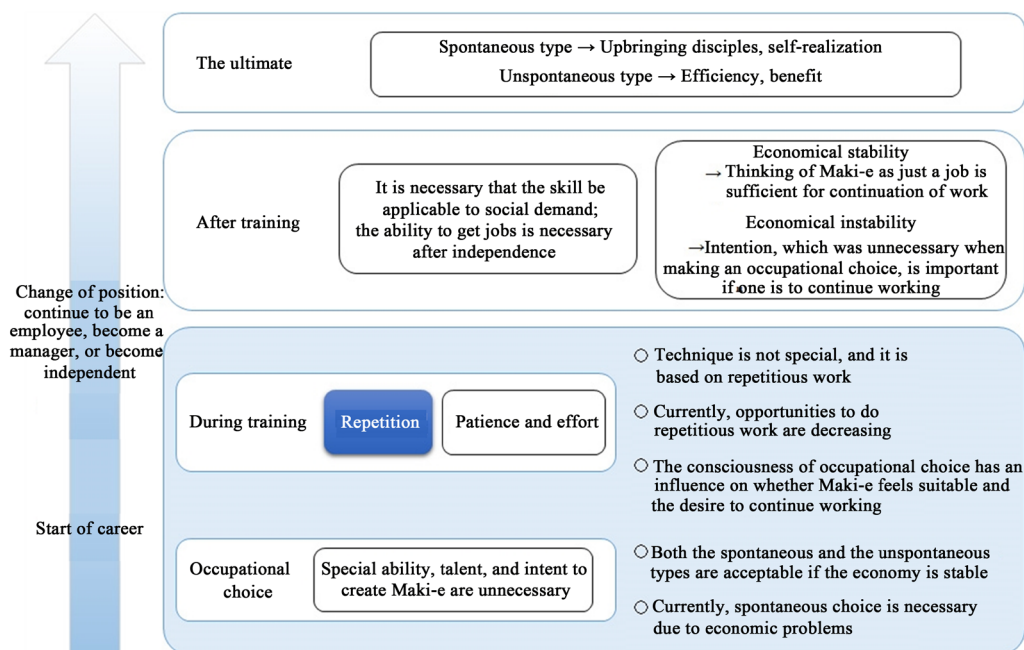 The ultimate
Spontaneous type → Upbringing disciples, self-realization
Unspontaneous type → Efficiency, benefit
After training
It is necessary that the skill be
applicable to social demand;
the ability to get jobs is necessary
after independence
Economical stability
→ Thinking of Maki-e as just a job is
sufficient for continuation of work
Economical instability
→Intention, which was unnecessary when
making an occupational choice, is important
if one is to continue working
Change of position:
continue to be an
employee, become a
manager, or become
independent
During training
Repetition
Patience and effort
○ Technique is not special, and it is
based on repetitious work
○ Currently, opportunities to do
repetitious work are decreasing
○ The consciousness of occupational choice has an
influence on whether Maki-e feels suitable and
the desire to continue working
Start of career
Occupational
choice
Special ability, talent, and intent to
create Maki-e are unnecessary
○ Both the spontaneous and the unspontaneous
types are acceptable if the economy is stable
○ Currently, spontaneous choice is necessary
due to economic problems